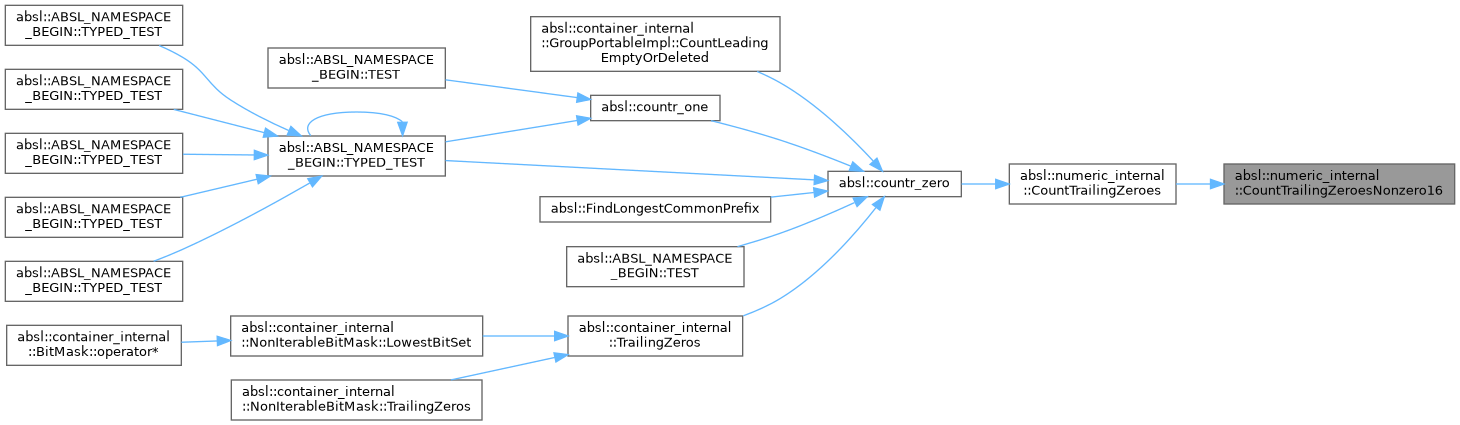 absl::ABSL_NAMESPACE
_BEGIN::TYPED_TEST
absl::ABSL_NAMESPACE
_BEGIN::TYPED_TEST
absl::ABSL_NAMESPACE
_BEGIN::TYPED_TEST
absl::ABSL_NAMESPACE
_BEGIN::TYPED_TEST
absl::ABSL_NAMESPACE
_BEGIN::TYPED_TEST
absl::container_internal
::BitMask::operator*
absl::ABSL_NAMESPACE
_BEGIN::TEST
absl::ABSL_NAMESPACE
_BEGIN::TYPED_TEST
absl::container_internal
::NonIterableBitMask::LowestBitSet
absl::container_internal
::NonIterableBitMask::TrailingZeros
absl::container_internal
::GroupPortableImpl::CountLeading
EmptyOrDeleted
absl::countr_one
absl::FindLongestCommonPrefix
absl::ABSL_NAMESPACE
_BEGIN::TEST
absl::container_internal
::TrailingZeros
absl::countr_zero
absl::numeric_internal
::CountTrailingZeroes
absl::numeric_internal
::CountTrailingZeroesNonzero16